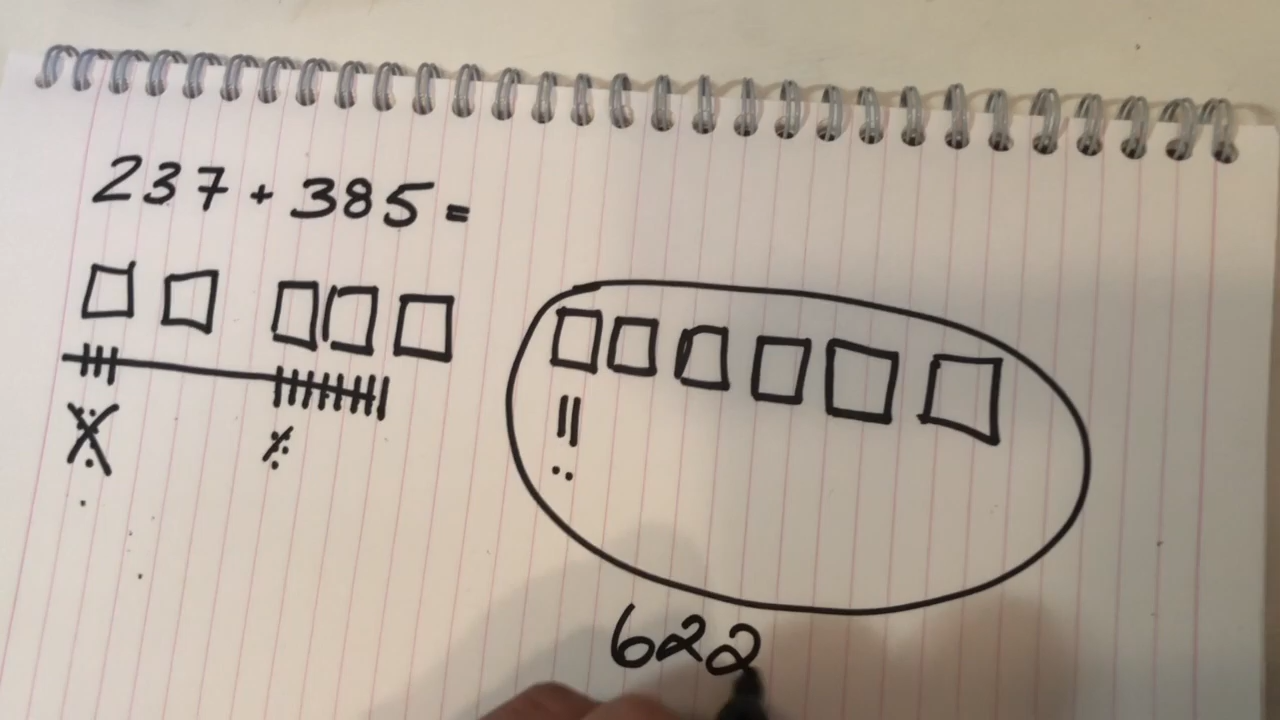 237 + 385 =
622